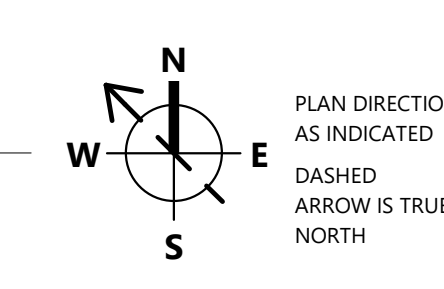 N
W
E
S
PLAN DIRECTIO
AS INDICATED
DASHED
ARROW IS TRUE
NORTH